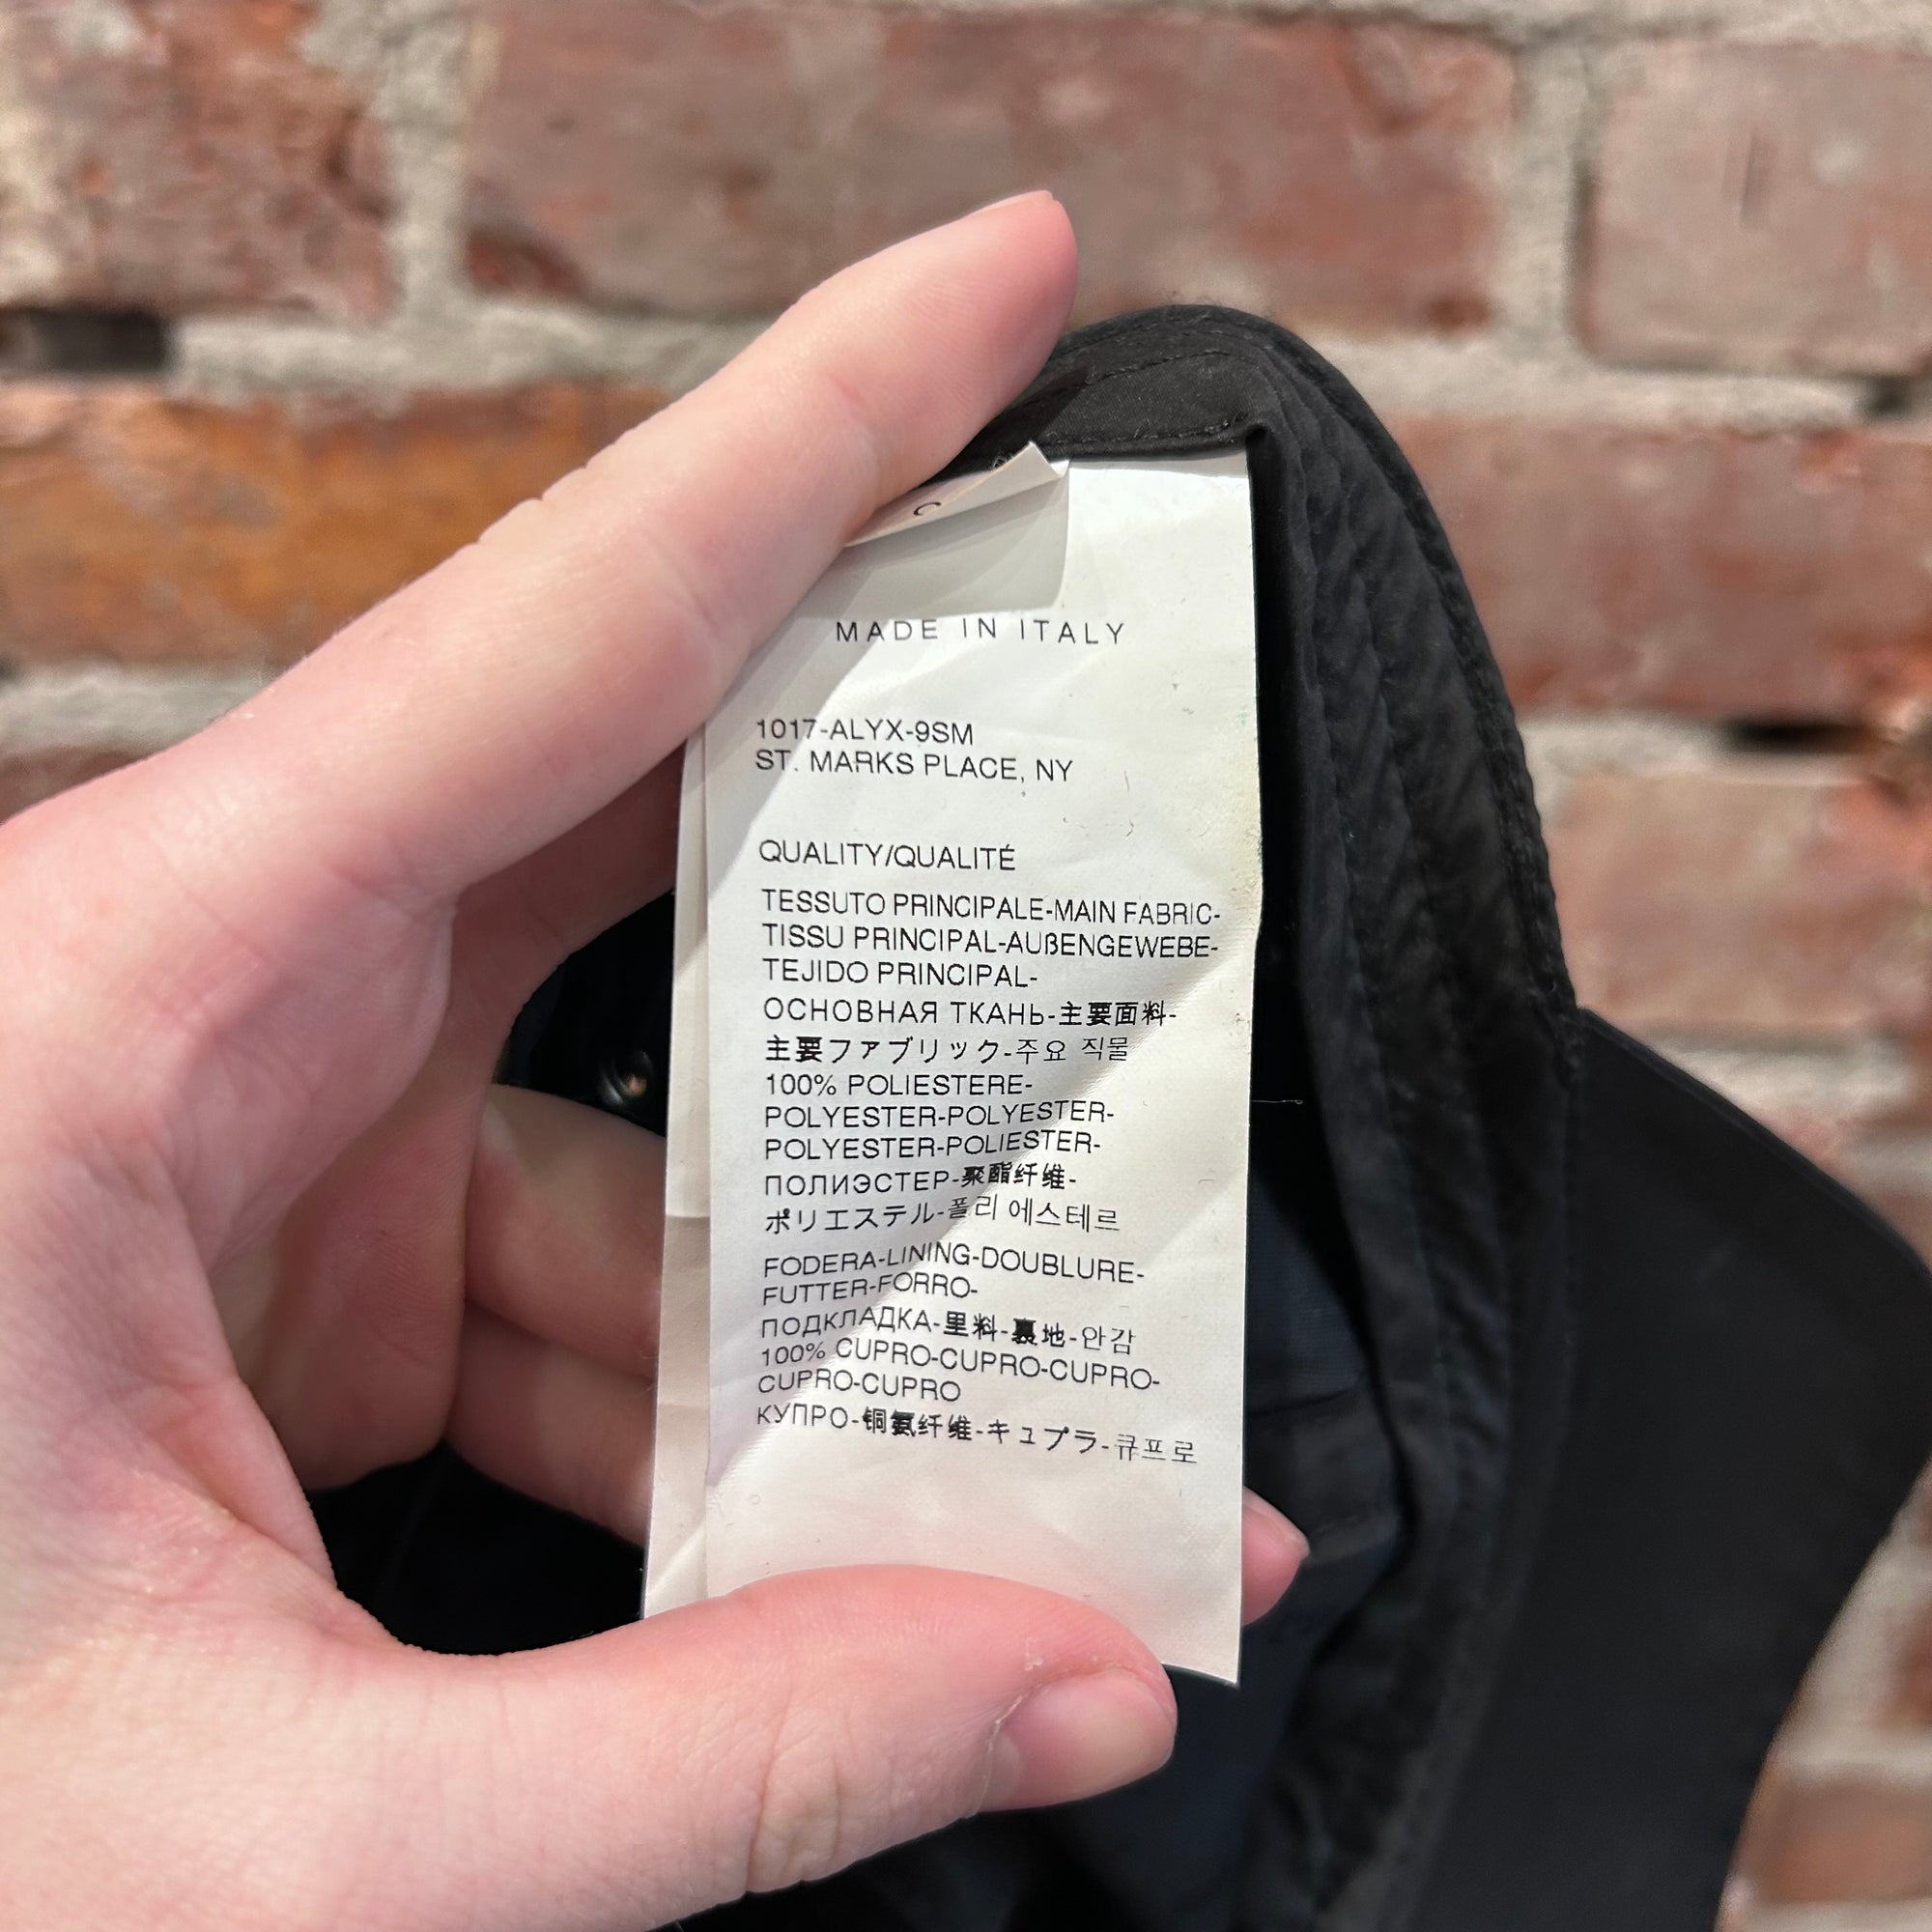 C
MADE IN ITALY
1017-ALYX-9SM
ST. MARKS PLACE, NY
QUALITY/QUALITÉ
TESSUTO PRINCIPALE-MAIN FABRIC-
TISSU PRINCIPAL-AUßENGEWEBE-
TEJIDO PRINCIPAL-
ОСНОВНАЯ ТКАНЬ-主要面料-
主要ファブリック-주요 직물
100% POLIESTERE-
POLYESTER-POLYESTER-
POLYESTER-POLIESTER-
ПОЛИЭСТЕР-聚酯纤维-
ポリエステル-폴리 에스테르
FODERA-LINING-DOUBLURE-
FUTTER-FORRO-
ПОДКЛАДКА-里料-裏地-안감
100% CUPRO-CUPRO-CUPRO-
CUPRO-CUPRO
КУПРО-铜氨纤维-キュプラ-큐프로